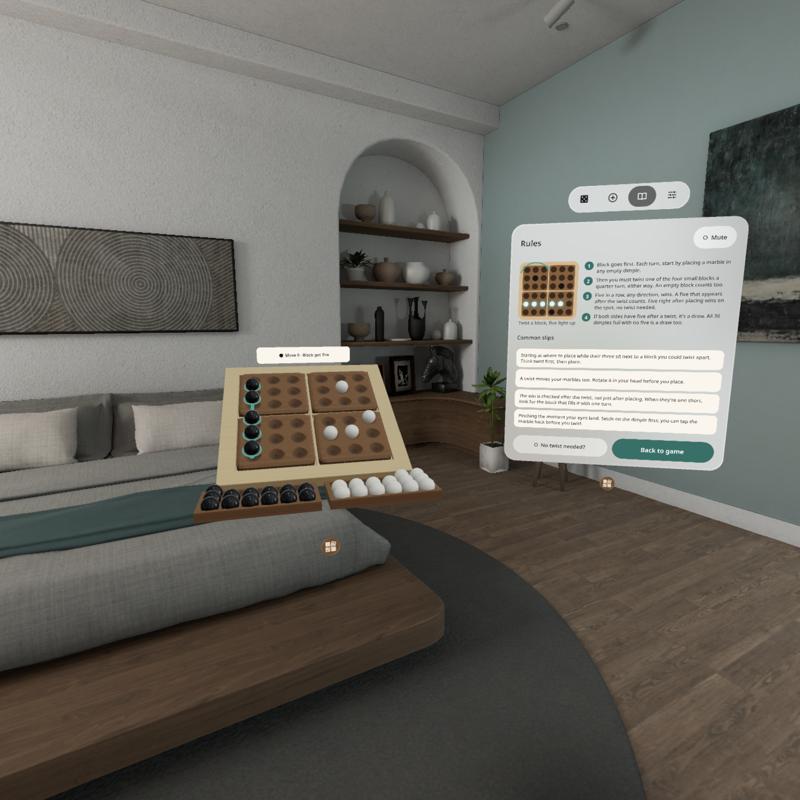 Move 9 · Black got five
Rules
Mute
1 Black goes first. Each turn, start by placing a marble in
any empty dimple.
2 Then you must twist one of the four small blocks a
quarter turn, either way. An empty block counts too.
3 Five in a row, any direction, wins. A five that appears
after the twist counts. Five right after placing wins on
the spot, no twist needed.
4 If both sides have five after a twist, it's a draw. All 36
dimples full with no five is a draw too.
Twist a block, five light up
Common slips
Staring at where to place while their three sit next to a block you could twist apart.
Think twist first, then place.
A twist moves your marbles too. Rotate it in your head before you place.
The win is checked after the twist, not just after placing. When they're one short,
look for the block that fills it with one turn.
Pinching the moment your eyes land. Settle on the dimple first; you can tap the
marble back before you twist.
No twist needed?
Back to game